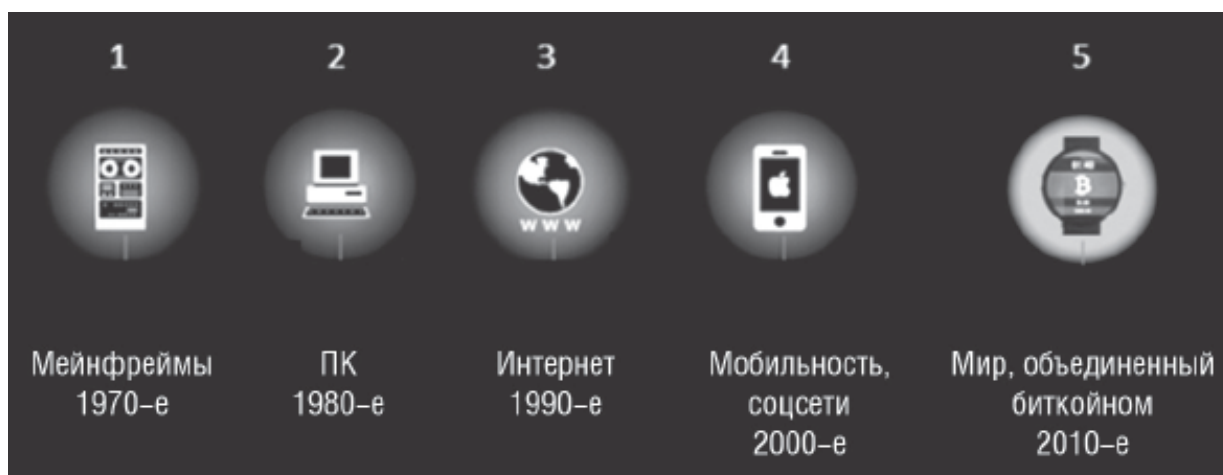 1
2
3
4
5
www
Мейнфреймы
1970–е
ПК
1980–е
Интернет
1990–е
Мобильность,
соцсети
2000–е
Мир, объединенный
биткойном
2010–е